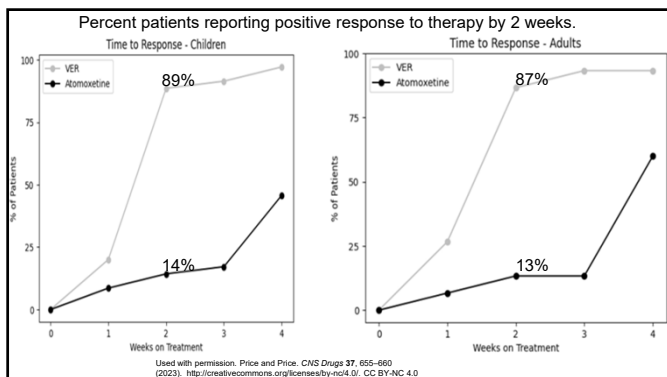 Percent patients reporting positive response to therapy by 2 weeks.
Time to Response - Children
100
75
50
25
0
% of Patients
VER
Atomoxetine
89%
14%
0 1 2 3 4
Weeks on Treatment
Time to Response - Adults
100
75
50
25
0
% of Patients
VER
Atomoxetine
87%
13%
0 1 2 3 4
Weeks on Treatment
Used with permission. Price and Price. CNS Drugs 37, 655–660
(2023). http://creativecommons.org/licenses/by-nc/4.0/. CC BY-NC 4.0